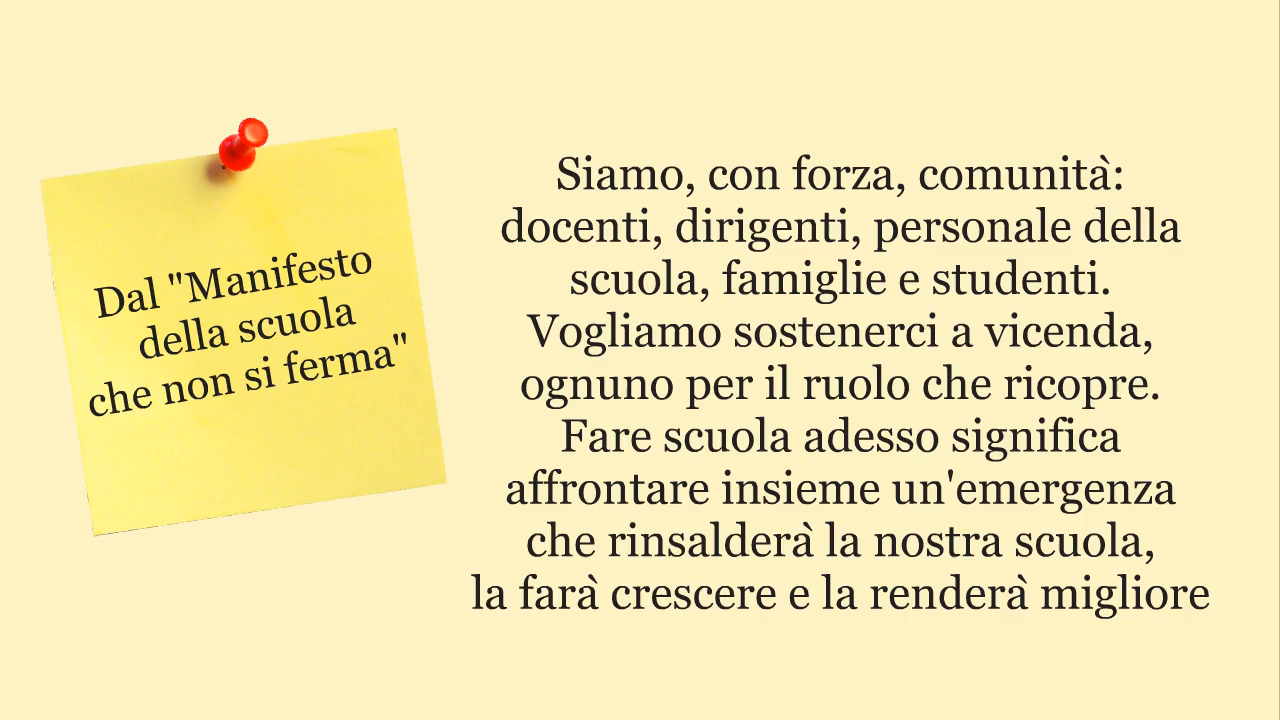 Dal "Manifesto
della scuola
che non si ferma"
Siamo, con forza, comunità:
docenti, dirigenti, personale della
scuola, famiglie e studenti.
Vogliamo sostenerci a vicenda,
ognuno per il ruolo che ricopre.
Fare scuola adesso significa
affrontare insieme un'emergenza
che rinsalderà la nostra scuola,
la farà crescere e la renderà migliore